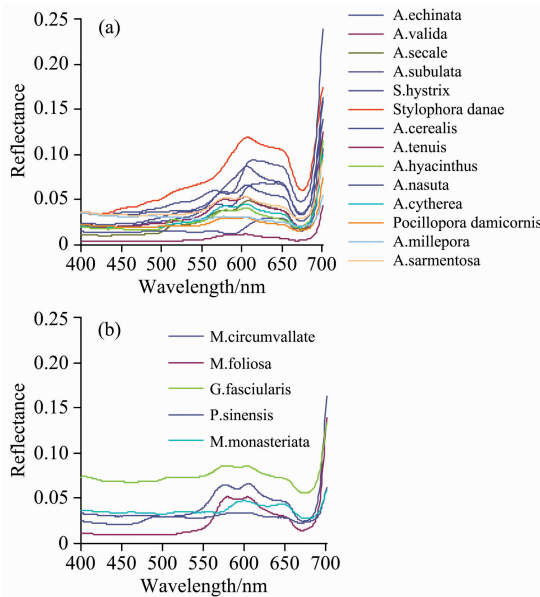 (a)
0.25
0.20
0.15
0.10
0.05
0
Reflectance
400 450 500 550 600 650 700
Wavelength/nm
A.echinata
A.valida
A.secale
A.subulata
S.hystrix
Stylophora danae
A.cerealis
A.tenuis
A.hyacinthus
A.nasuta
A.cytherea
Pocillopora damicornis
A.millepora
A.sarmentosa
(b)
0.25
0.20
0.15
0.10
0.05
0
Reflectance
400 450 500 550 600 650 700
Wavelength/nm
M.circumvallate
M.foliosa
G.fasciularis
P.sinensis
M.monasteriata